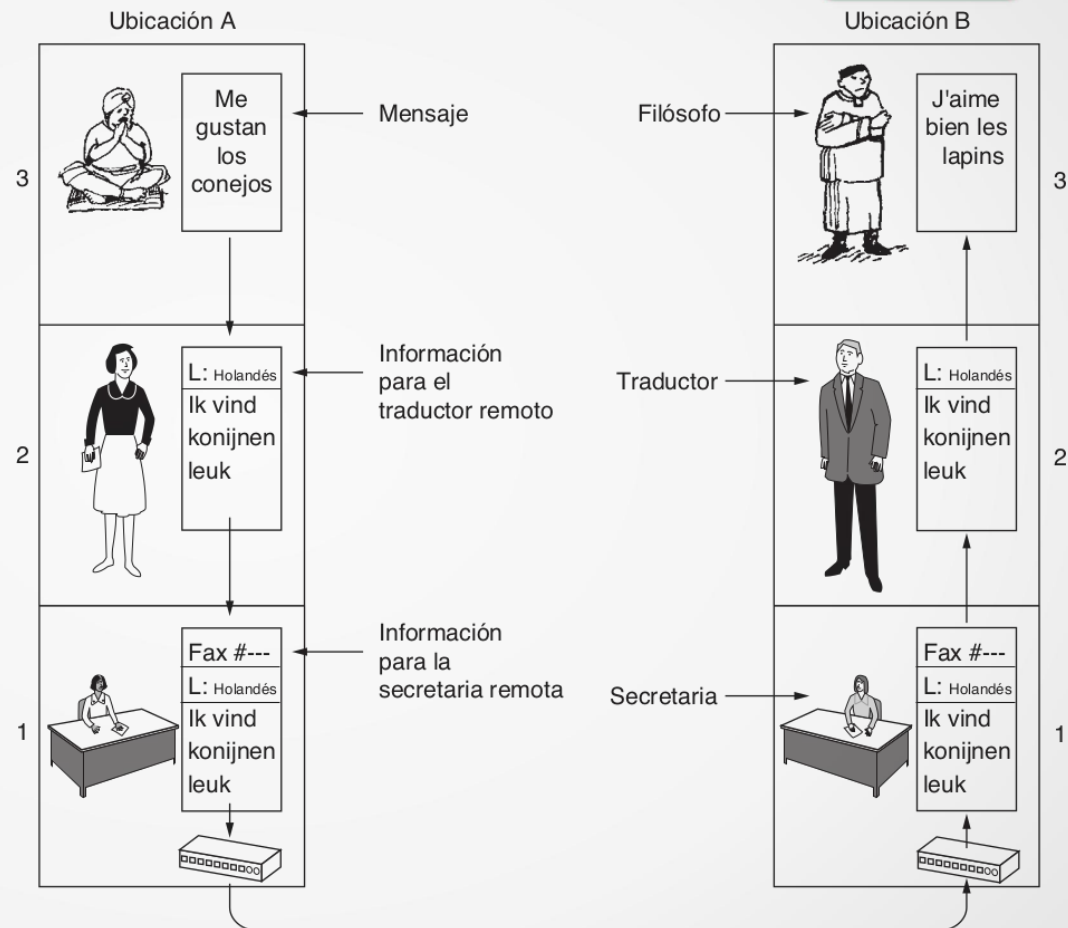 Ubicación A
Ubicación B
3
Me
gustan
los
conejos
Mensaje
Filósofo
J'aime
bien les
lapins
3
2
L: Holandés
Ik vind
konijnen
leuk
Información
para el
traductor remoto
Traductor
L: Holandés
Ik vind
konijnen
leuk
2
1
Fax #---
L: Holandés
Ik vind
konijnen
leuk
Información
para la
secretaria remota
Secretaria
Fax #---
L: Holandés
Ik vind
konijnen
leuk
1